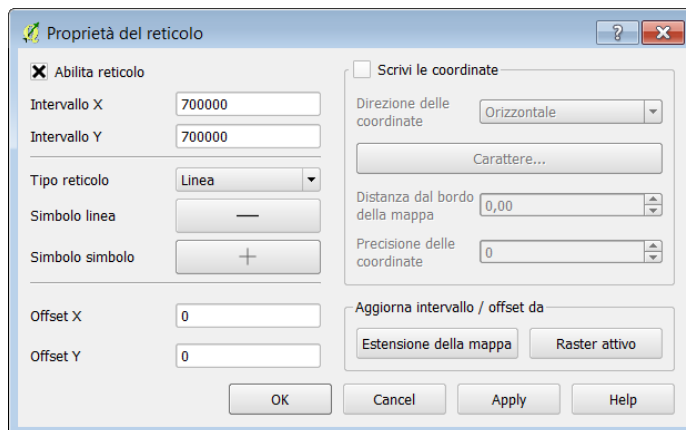 Proprietà del reticolo
Abilita reticolo
Intervallo X 700000
Intervallo Y 700000
Tipo reticolo Linea
Simbolo linea
Simbolo simbolo
Offset X 0
Offset Y 0
Scrivi le coordinate
Direzione delle
coordinate
Orizzontale
Carattere...
Distanza dal bordo
della mappa
0,00
Precisione delle
coordinate
0
Aggiorna intervallo / offset da
Estensione della mappa Raster attivo
OK Cancel Apply Help